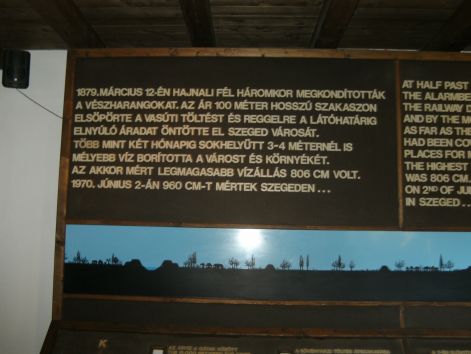 1879. MÁRCIUS 12-ÉN HAJNALI FÉL HÁROMKOR MEGKONDÍTOTTÁK
A VÉSZHARANGOKAT. AZ ÁR 100 MÉTER HOSSZÚ SZAKASZON
ELSÖPÖRTE A VASÚTI TÖLTÉST ÉS REGGELRE A LÁTÓHATÁRIG
ELNYÚLÓ ÁRADAT ÖNTÖTTE EL SZEGED VÁROSÁT.
TÖBB MINT KÉT HÓNAPIG SOKHELYÜTT 3-4 MÉTERNÉL IS
MÉLYEBB VÍZ BORÍTOTTA A VÁROST ÉS KÖRNYÉKÉT.
AZ AKKOR MÉRT LEGMAGASABB VÍZÁLLÁS 806 CM VOLT.
1970. JÚNIUS 2-ÁN 960 CM-T MÉRTEK SZEGEDEN ...
AT HALF PAST
THE ALARMBE
THE RAILWAY D
AND BY THE M
AS FAR AS TH
HAD BEEN CO
PLACES FOR M
THE HIGHEST
WAS 806 CM.
ON 2ND OF JU
IN SZEGED ...
K